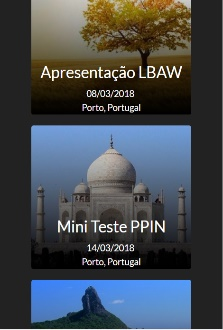 Apresentação LBAW
08/03/2018
Porto, Portugal
Mini Teste PPIN
14/03/2018
Porto, Portugal